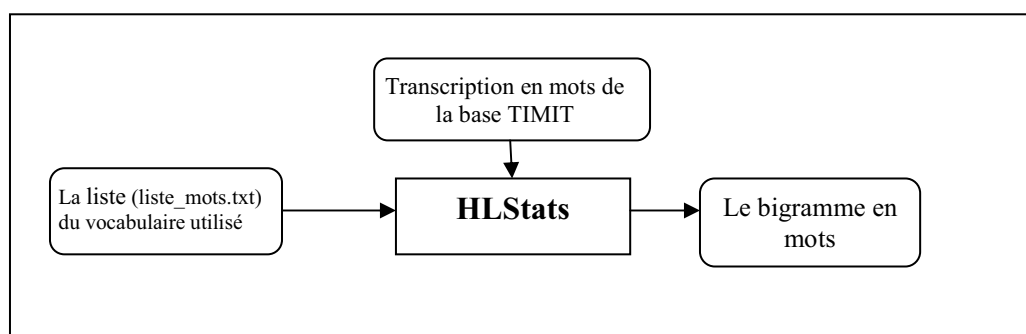 Transcription en mots de
la base TIMIT
La liste (liste_mots.txt)
du vocabulaire utilisé
HLStats
Le bigramme en
mots